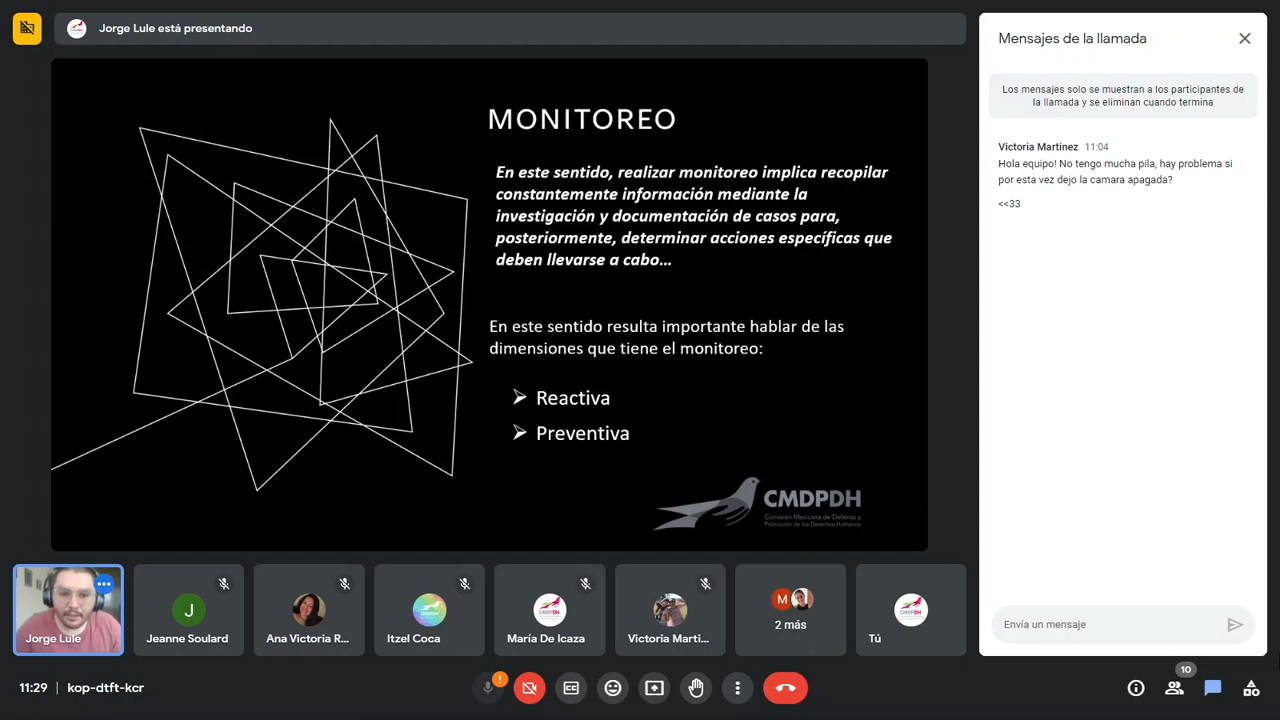 Jorge Lule está presentando
MONITOREO
En este sentido, realizar monitoreo implica recopilar
constantemente información mediante la
investigación y documentación de casos para,
posteriormente, determinar acciones específicas que
deben llevarse a cabo...
En este sentido resulta importante hablar de las
dimensiones que tiene el monitoreo:
Reactiva
Preventiva
CMDPDH
Comisión Mexicana de Defensa y
Promoción de los Derechos Humanos
Jorge Lule
J
Jeanne Soulard
Ana Victoria R...
Itzel Coca
CMDPDH
María De Icaza
Victoria Marti...
M
2 más
CMDPDH
Tú
11:29 | kop-dtft-kcr
10
Mensajes de la llamada
Los mensajes solo se muestran a los participantes de
la llamada y se eliminan cuando termina
Victoria Martinez 11:04
Hola equipo! No tengo mucha pila, hay problema si
por esta vez dejo la camara apagada?
<<33
Envía un mensaje